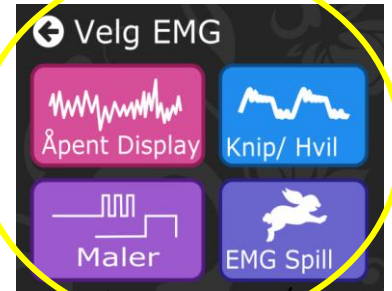 Velg EMG
Åpent Display
Knip/ Hvil
Maler
EMG Spill